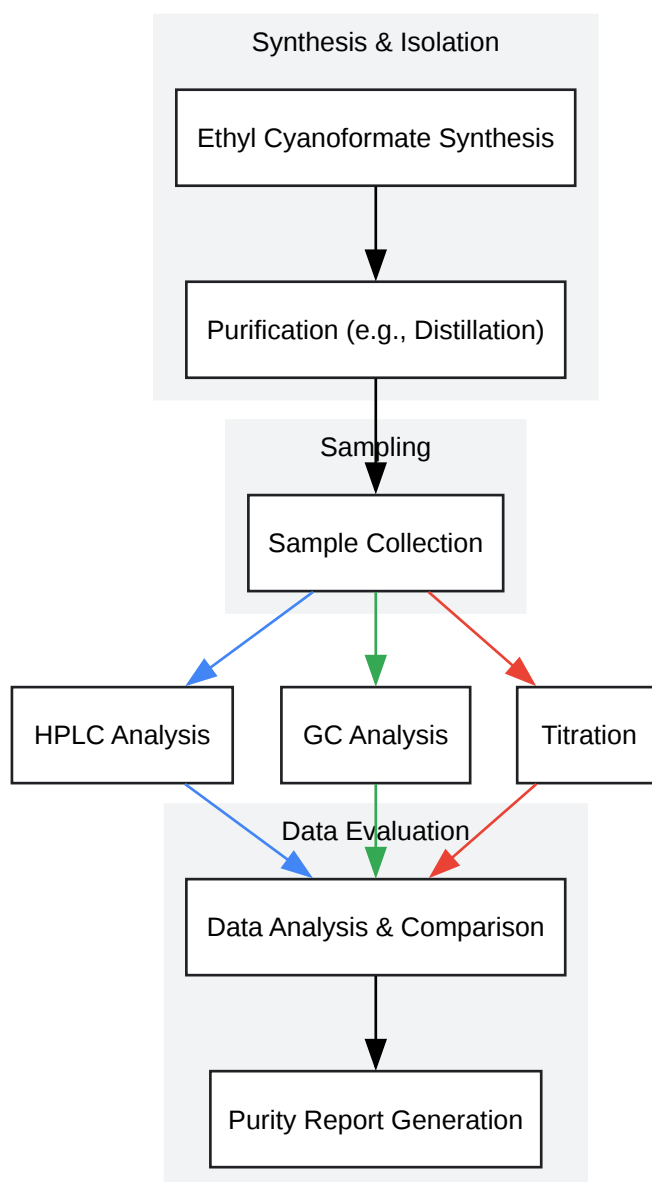 Synthesis & Isolation
Ethyl Cyanoformate Synthesis
Purification (e.g., Distillation)
Sampling
Sample Collection
HPLC Analysis
GC Analysis
Titration
Data Evaluation
Data Analysis & Comparison
Purity Report Generation